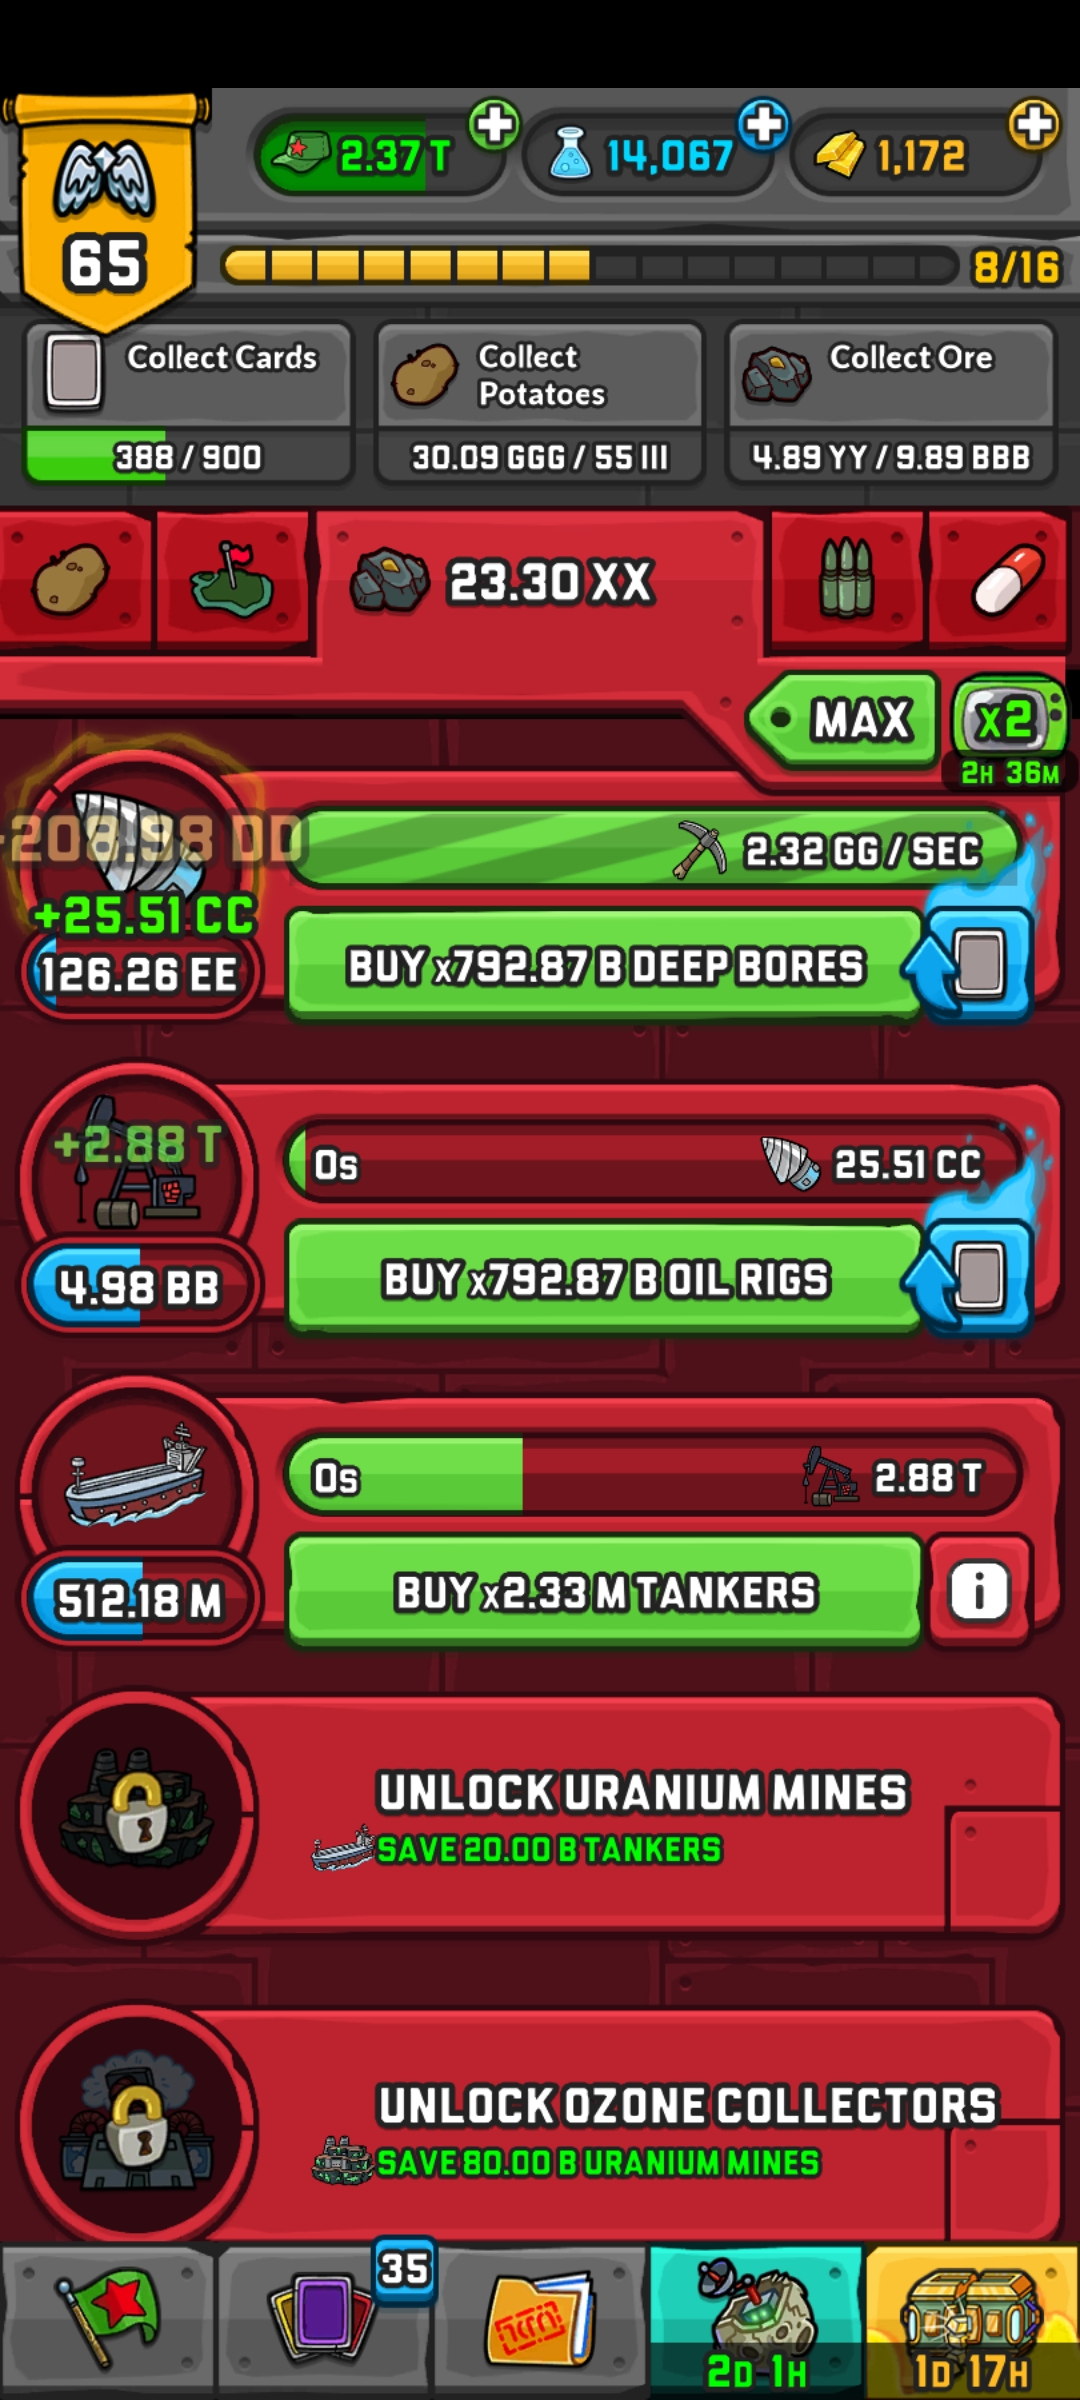 65
2.37 T
14,067
1,172
8/16
Collect Cards
388 / 900
Collect
Potatoes
30.09 GGG / 55 III
Collect Ore
4.89 YY / 9.89 BBB
23.30 XX
MAX
x2
2H 36M
208.98 DD
+25.51 CC
126.26 EE
2.32 GG / SEC
BUY x792.87 B DEEP BORES
+2.88 T
4.98 BB
0s
25.51 CC
BUY x792.87 B OIL RIGS
0s
2.88 T
512.18 M
BUY x2.33 M TANKERS
i
UNLOCK URANIUM MINES
SAVE 20.00 B TANKERS
UNLOCK OZONE COLLECTORS
SAVE 80.00 B URANIUM MINES
35
2D 1H
1D 17H